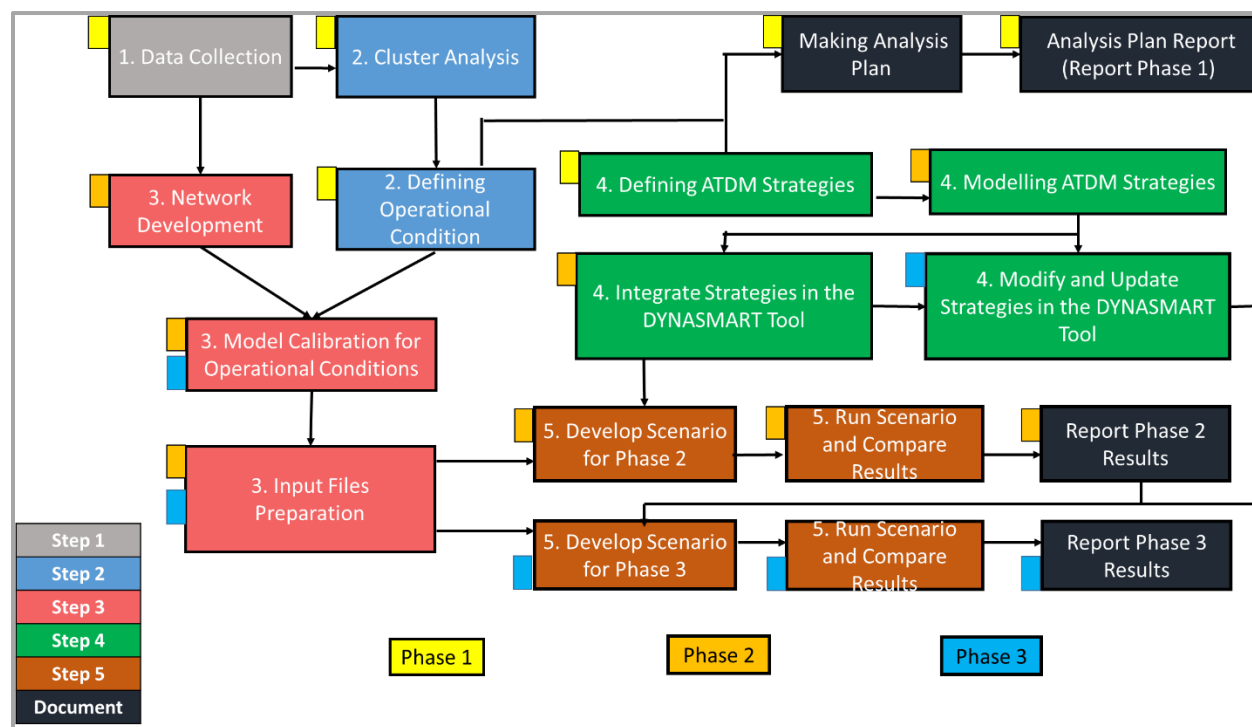 1. Data Collection
2. Cluster Analysis
Making Analysis
Plan
Analysis Plan Report
(Report Phase 1)
3. Network
Development
2. Defining
Operational
Condition
4. Defining ATDM Strategies
4. Modelling ATDM Strategies
4. Integrate Strategies in the
DYNASMART Tool
4. Modify and Update
Strategies in the DYNASMART
Tool
3. Model Calibration for
Operational Conditions
5. Develop Scenario
for Phase 2
5. Run Scenario
and Compare
Results
Report Phase 2
Results
3. Input Files
Preparation
5. Develop Scenario
for Phase 3
5. Run Scenario
and Compare
Results
Report Phase 3
Results
Step 1
Step 2
Step 3
Step 4
Step 5
Document
Phase 1
Phase 2
Phase 3